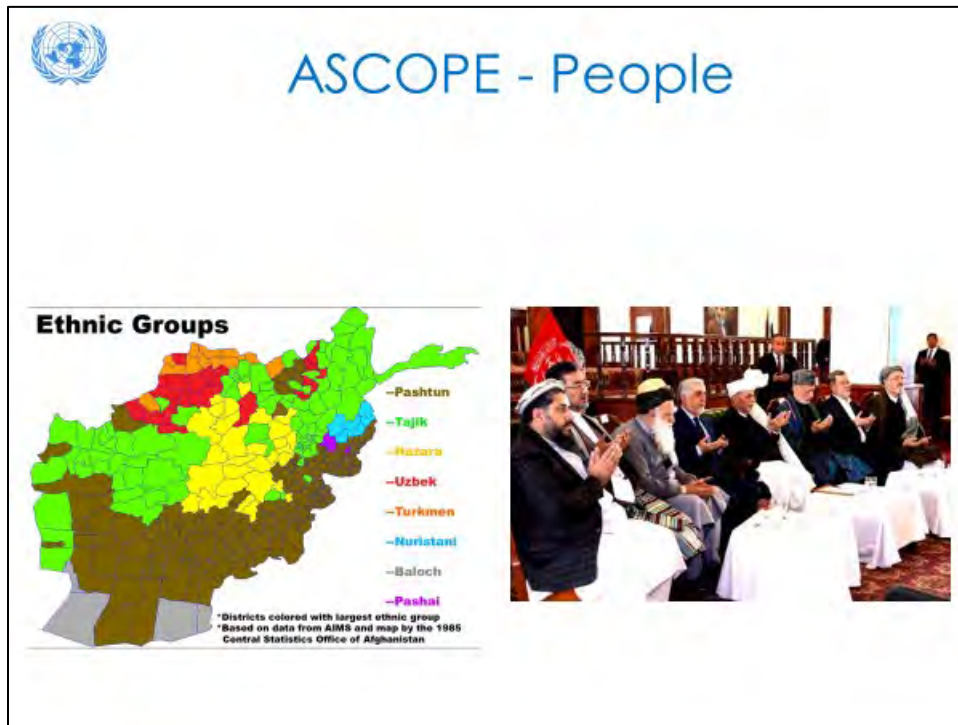 ASCOPE - People
Ethnic Groups
--Pashtun
--Tajik
--Hazara
--Uzbek
--Turkmen
--Nuristani
--Baloch
--Pashai
*Districts colored with largest ethnic group
*Based on data from AIMS and map by the 1985
Central Statistics Office of Afghanistan